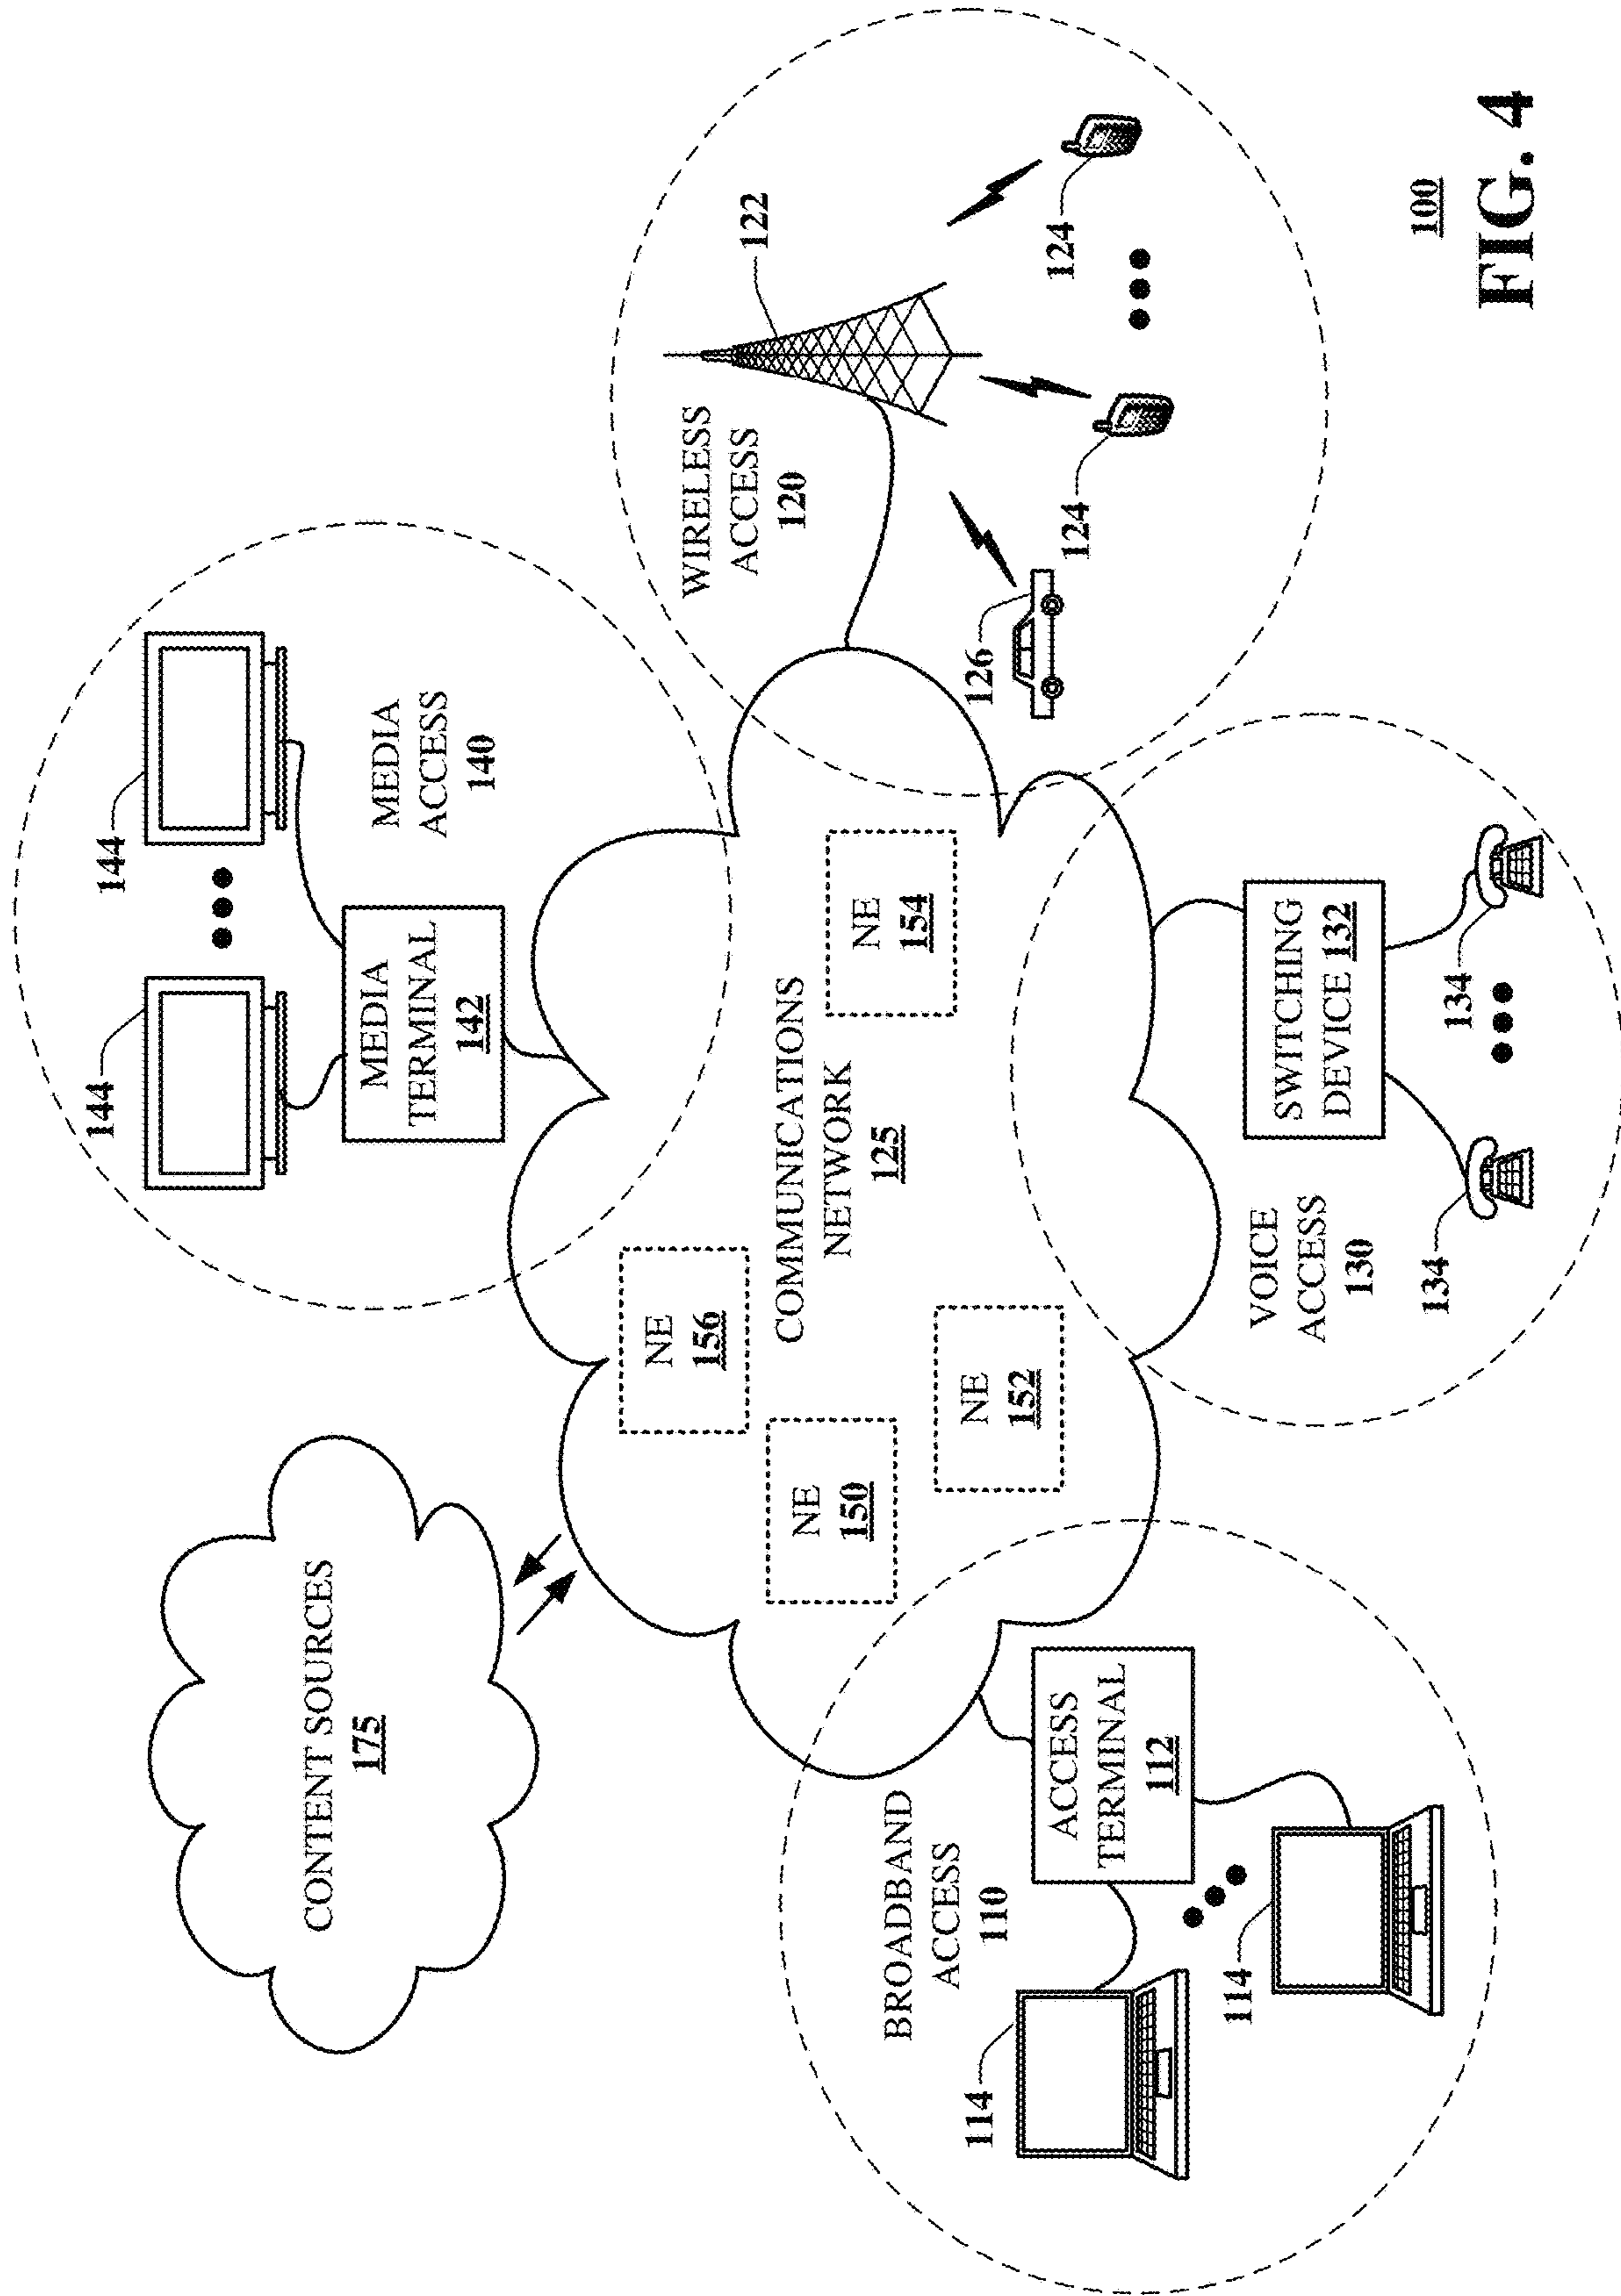 CONTENT SOURCES
175
144
144
MEDIA
TERMINAL
142
MEDIA
ACCESS
140
NE
156
NE
150
NE
152
NE
154
COMMUNICATIONS
NETWORK
125
WIRELESS
ACCESS
120
122
124
124
126
BROADBAND
ACCESS
110
ACCESS
TERMINAL
112
114
114
VOICE
ACCESS
130
SWITCHING
DEVICE 132
134
134
100
FIG. 4